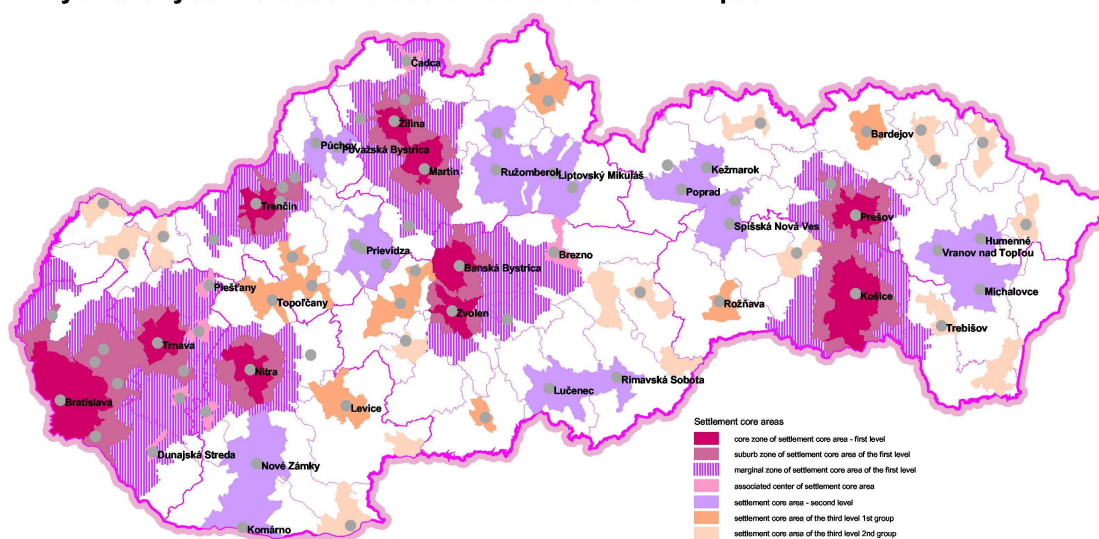 Čadca
Žilina
Púchov
Považská Bystrica
Martin
Ružomberok
Liptovský Mikuláš
Kežmarok
Poprad
Spišská Nová Ves
Bardejov
Prešov
Trenčín
Prievidza
Banská Bystrica
Brezno
Humenné
Vranov nad Topľou
Michalovce
Košice
Piešťany
Topoľčany
Zvolen
Rožňava
Trebišov
Trnava
Nitra
Bratislava
Levice
Lučenec
Rimavská Sobota
Dunajská Streda
Nové Zámky
Komárno
Settlement core areas
core zone of settlement core area - first level
suburb zone of settlement core area of the first level
marginal zone of settlement core area of the first level
associated center of settlement core area
settlement core area - second level
settlement core area of the third level 1st group
settlement core area of the third level 2nd group